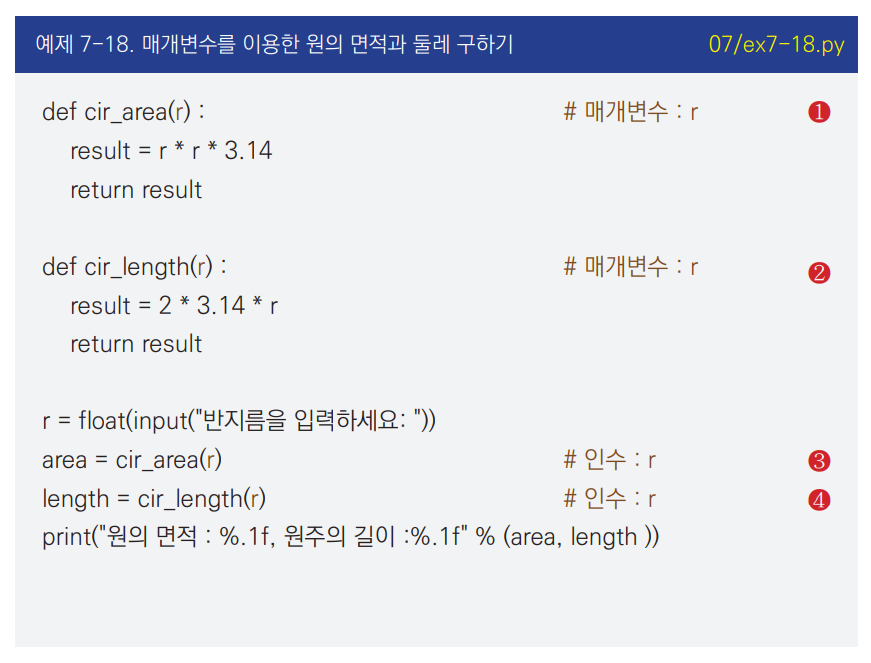 예제 7-18. 매개변수를 이용한 원의 면적과 둘레 구하기 07/ex7-18.py
def cir_area(r) : # 매개변수 : r ❶
result = r * r * 3.14
return result
def cir_length(r) : # 매개변수 : r ❷
result = 2 * 3.14 * r
return result
r = float(input("반지름을 입력하세요: "))
area = cir_area(r) # 인수 : r ❸
length = cir_length(r) # 인수 : r ❹
print("원의 면적 : %.1f, 원주의 길이 :%.1f" % (area, length ))